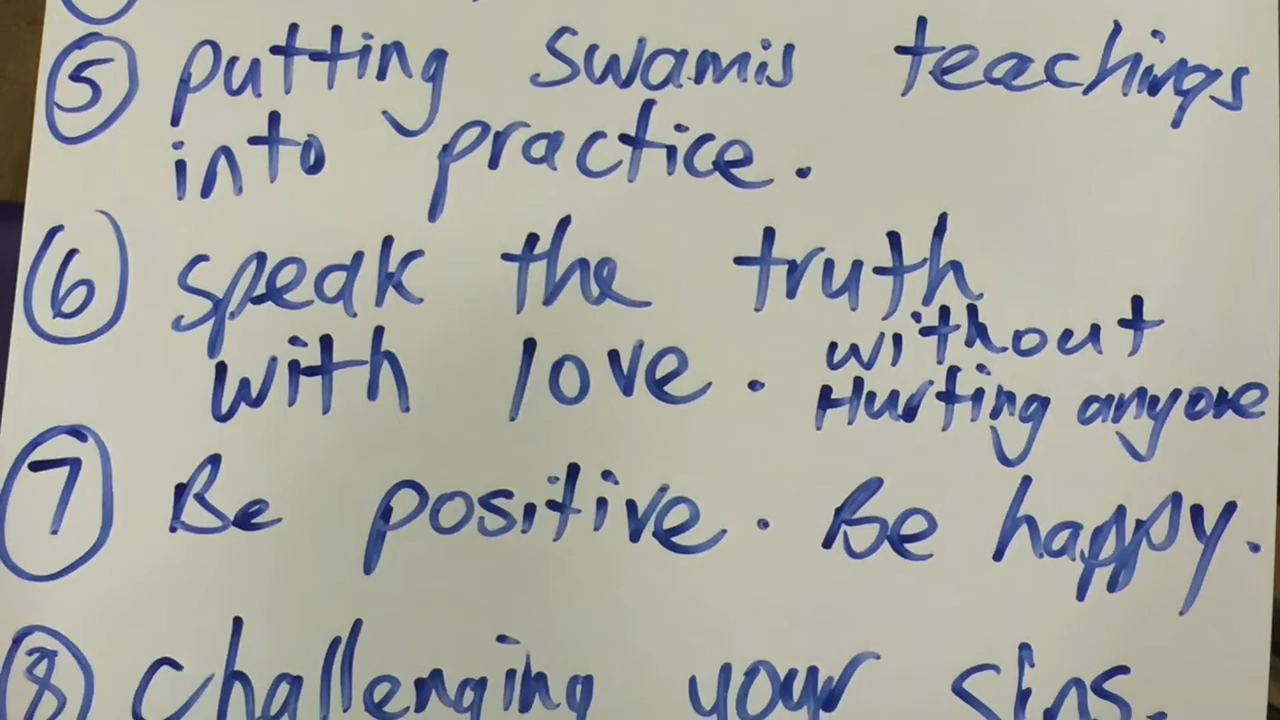 ⑤ putting Swamis teachings
into practice.
⑥ speak the truth
with love. without
Hurting anyone
⑦ Be positive. Be happy.
⑧ challenging your sins.